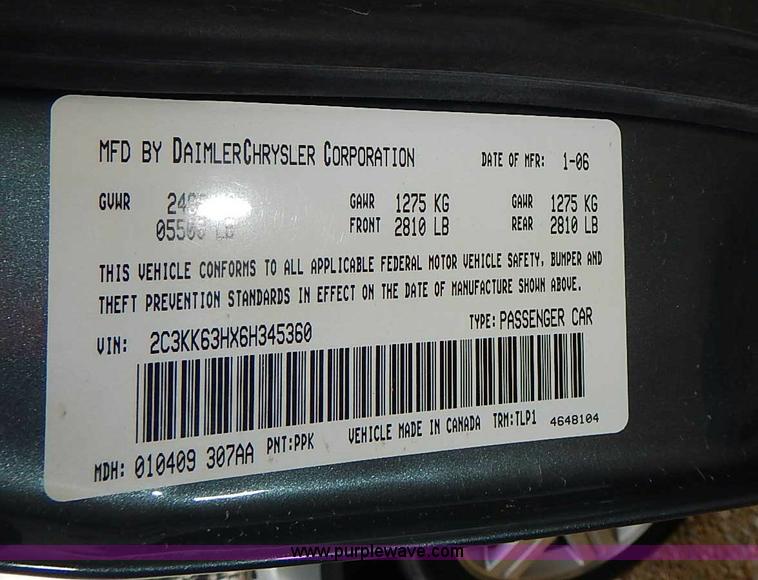 MFD BY DAIMLERCHRYSLER CORPORATION DATE OF MFR: 1-06
GVWR GAWR 1275 KG GAWR 1275 KG
LB FRONT 2810 LB REAR 2810 LB
THIS VEHICLE CONFORMS TO ALL APPLICABLE FEDERAL MOTOR VEHICLE SAFETY, BUMPER AND
THEFT PREVENTION STANDARDS IN EFFECT ON THE DATE OF MANUFACTURE SHOWN ABOVE.
VIN: 2C3KK63HX6H345360 TYPE: PASSENGER CAR
MDH: 010409 307AA PNT:PPK VEHICLE MADE IN CANADA TRM:TLP1 4648104
www.purplewave.com